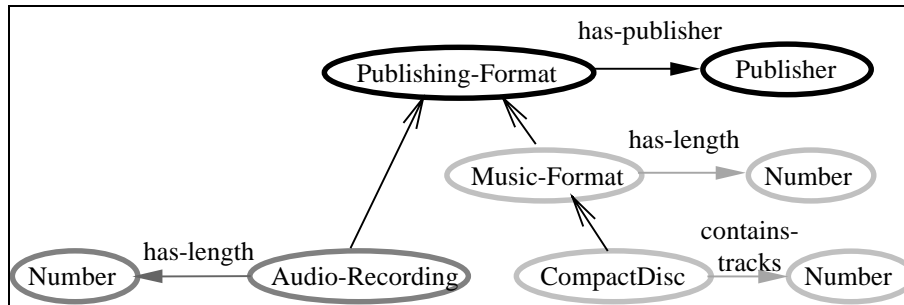 has-publisher
Publishing-Format
Publisher
has-length
Music-Format
Number
contains-
tracks
has-length
Number
Audio-Recording
CompactDisc
Number